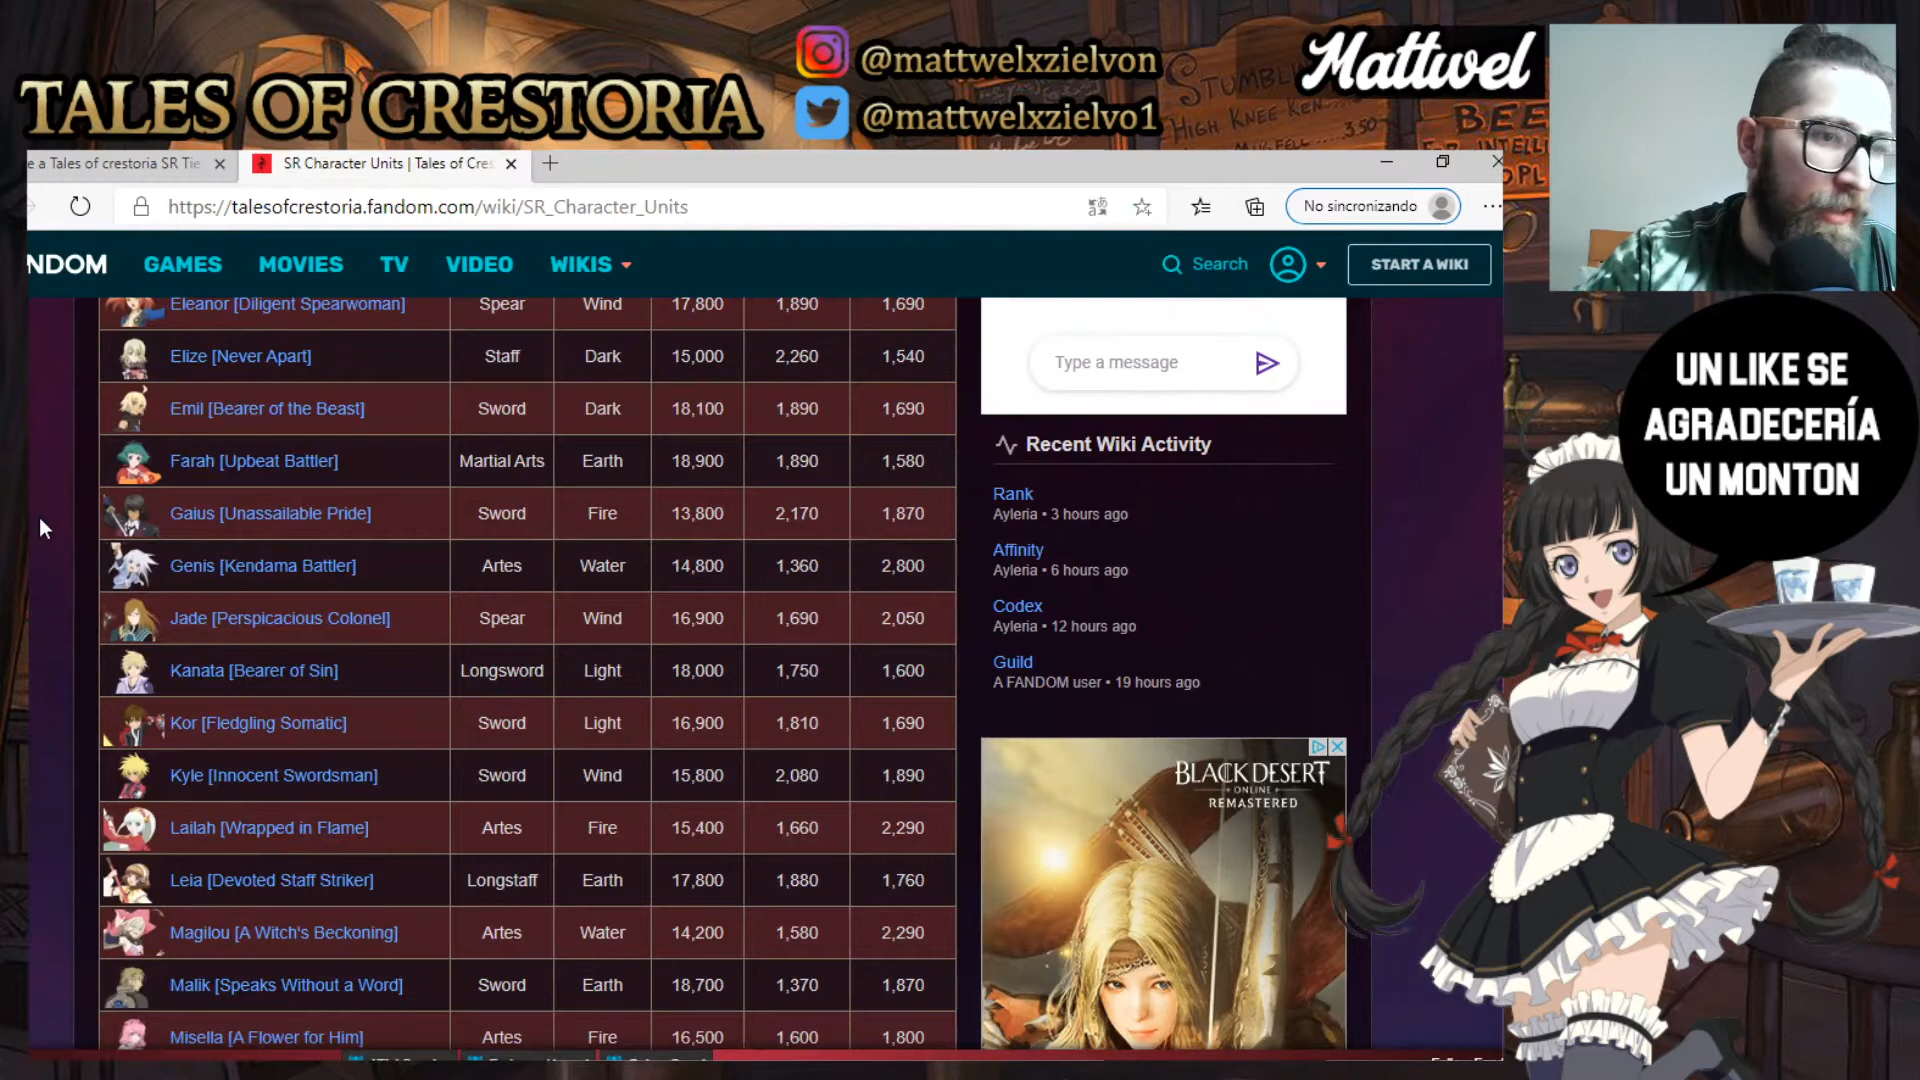 TALES OF CRESTORIA
@mattwelxzielvon
@mattwelxzielvo1
Mattwel
HIGH KNEE KEN....3.50
e a Tales of crestoria SR Tie
SR Character Units | Tales of Cres
https://talesofcrestoria.fandom.com/wiki/SR_Character_Units
No sincronizando
NDOM GAMES MOVIES TV VIDEO WIKIS Search START A WIKI
Eleanor [Diligent Spearwoman] Spear Wind 17,800 1,890 1,690
Elize [Never Apart] Staff Dark 15,000 2,260 1,540
Emil [Bearer of the Beast] Sword Dark 18,100 1,890 1,690
Farah [Upbeat Battler] Martial Arts Earth 18,900 1,890 1,580
Gaius [Unassailable Pride] Sword Fire 13,800 2,170 1,870
Genis [Kendama Battler] Artes Water 14,800 1,360 2,800
Jade [Perspicacious Colonel] Spear Wind 16,900 1,690 2,050
Kanata [Bearer of Sin] Longsword Light 18,000 1,750 1,600
Kor [Fledgling Somatic] Sword Light 16,900 1,810 1,690
Kyle [Innocent Swordsman] Sword Wind 15,800 2,080 1,890
Lailah [Wrapped in Flame] Artes Fire 15,400 1,660 2,290
Leia [Devoted Staff Striker] Longstaff Earth 17,800 1,880 1,760
Magilou [A Witch's Beckoning] Artes Water 14,200 1,580 2,290
Malik [Speaks Without a Word] Sword Earth 18,700 1,370 1,870
Misella [A Flower for Him] Artes Fire 16,500 1,600 1,800
Type a message
Recent Wiki Activity
Rank
Ayleria • 3 hours ago
Affinity
Ayleria • 6 hours ago
Codex
Ayleria • 12 hours ago
Guild
A FANDOM user • 19 hours ago
BLACK DESERT
ONLINE
REMASTERED
UN LIKE SE
AGRADECERÍA
UN MONTON